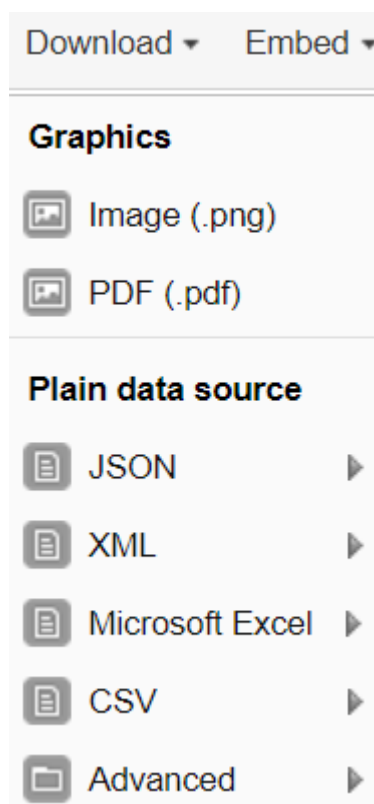 Download Embed
Graphics
Image (.png)
PDF (.pdf)
Plain data source
JSON
XML
Microsoft Excel
CSV
Advanced